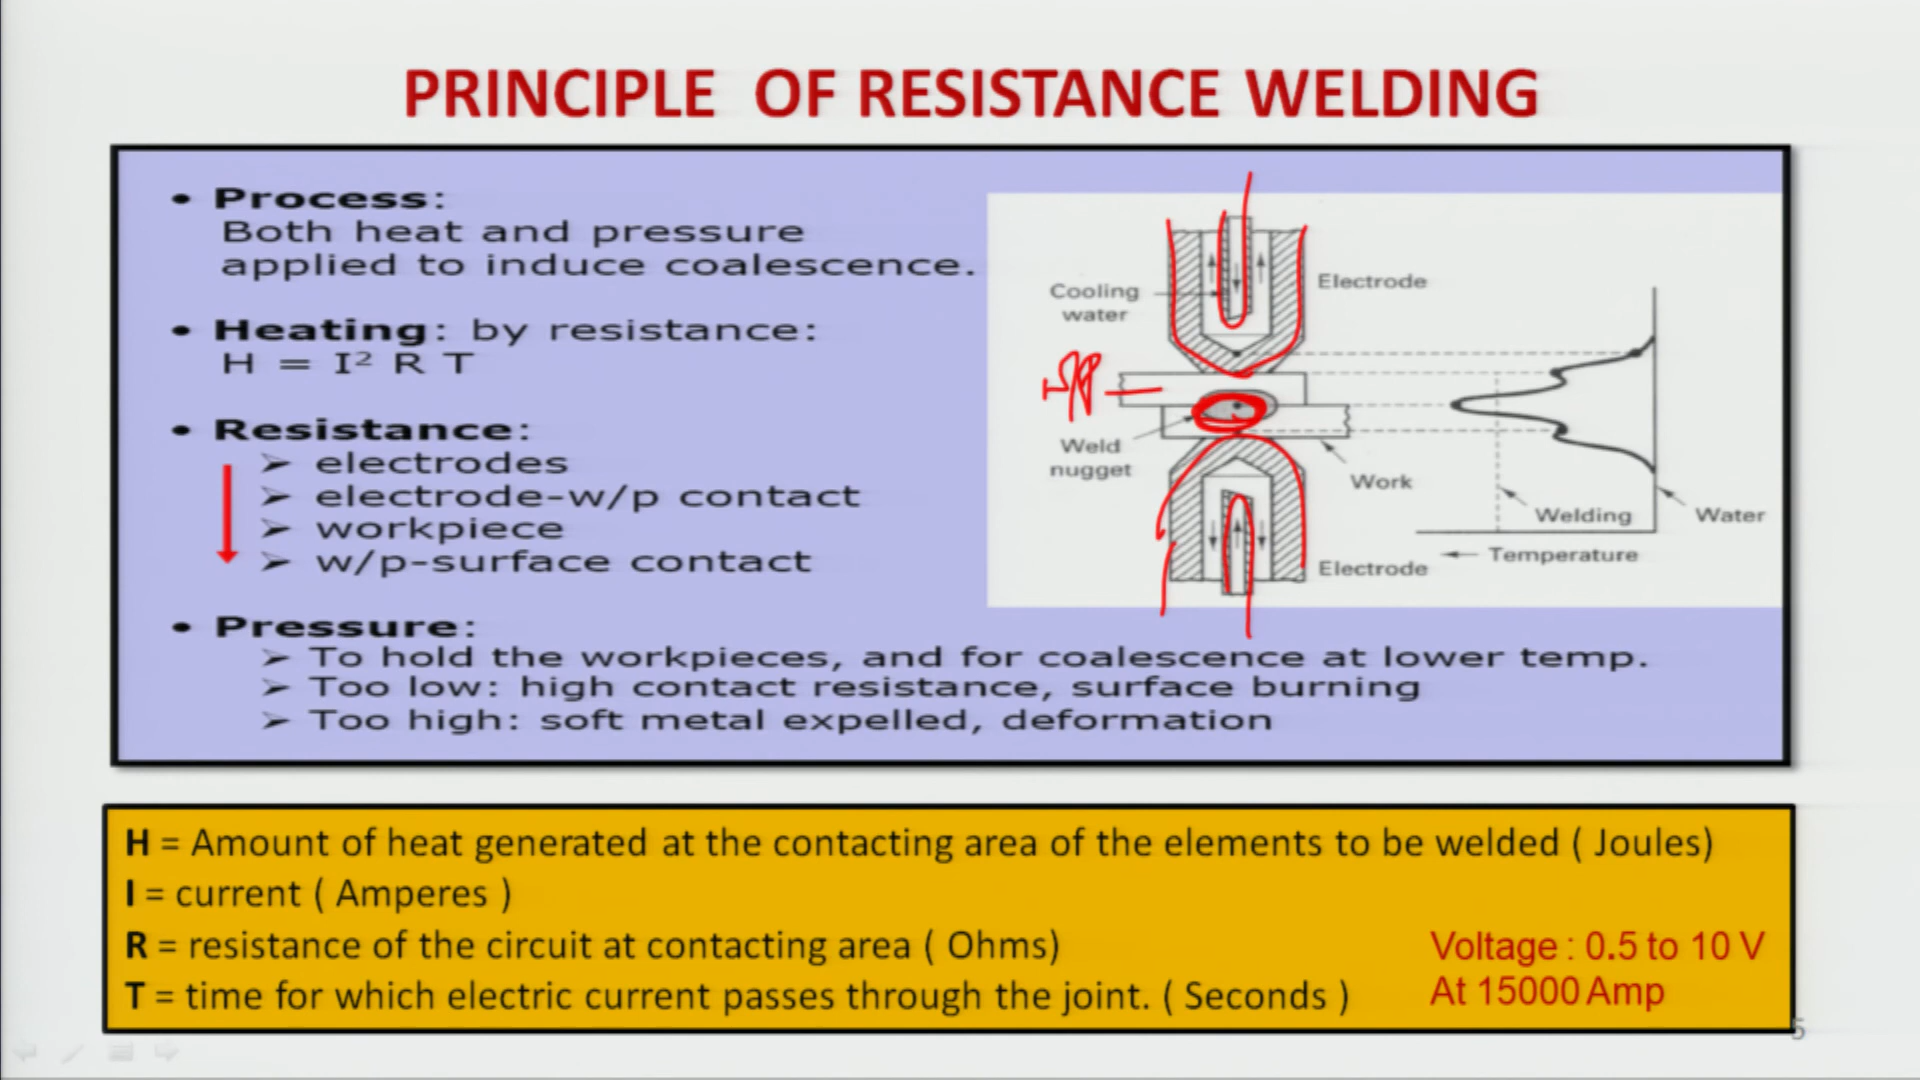 PRINCIPLE OF RESISTANCE WELDING
• Process:
Both heat and pressure
applied to induce coalescence.
• Heating: by resistance:
H = I² R T
• Resistance:
➢ electrodes
➢ electrode-w/p contact
➢ workpiece
➢ w/p-surface contact
• Pressure:
➢ To hold the workpieces, and for coalescence at lower temp.
➢ Too low: high contact resistance, surface burning
➢ Too high: soft metal expelled, deformation
Electrode
Cooling
water
Weld
nugget
Work
Welding
Water
Temperature
Electrode
H = Amount of heat generated at the contacting area of the elements to be welded ( Joules)
I = current ( Amperes )
R = resistance of the circuit at contacting area ( Ohms)
T = time for which electric current passes through the joint. ( Seconds )
Voltage : 0.5 to 10 V
At 15000 Amp
5